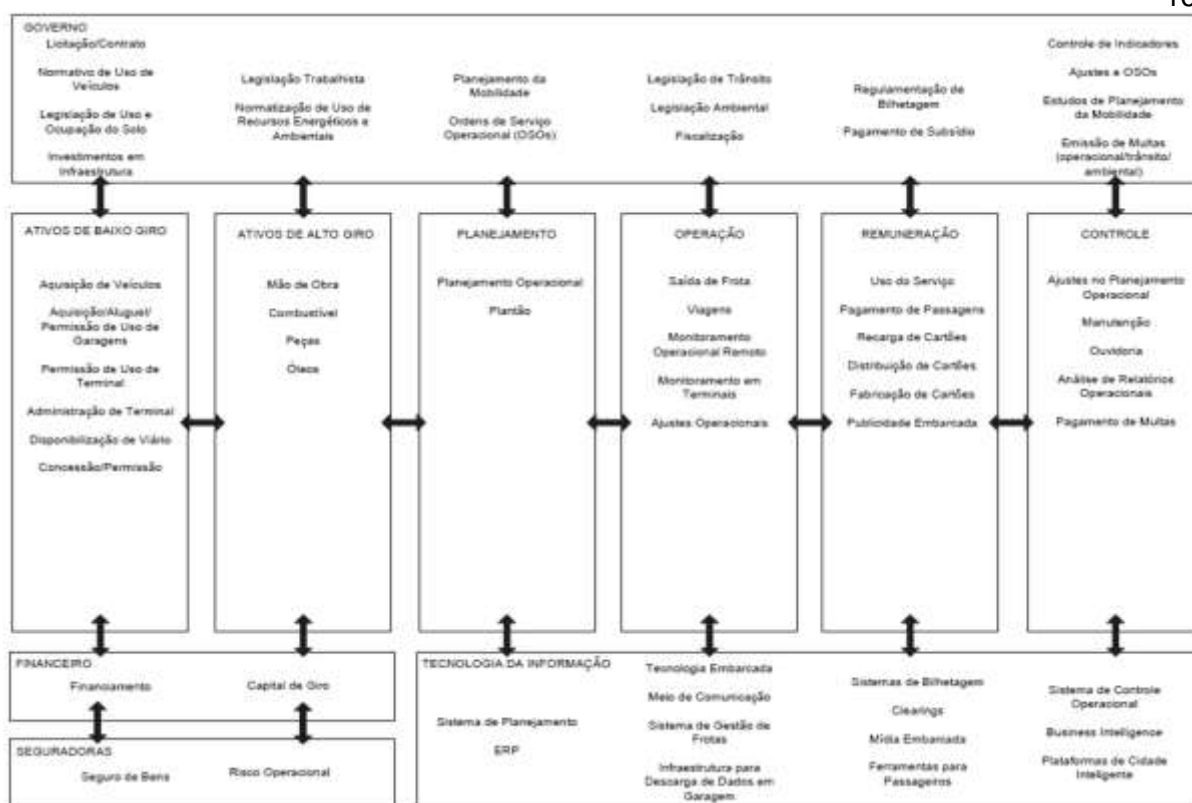 GOVERNO
Licitação/Contrato
Normativo de Uso de
Veículos
Legislação de Uso e
Ocupação do Solo
Investimentos em
Infraestrutura
Legislação Trabalhista
Normatização de Uso de
Recursos Energéticos e
Ambientais
Planejamento da
Mobilidade
Ordens de Serviço
Operacional (OSOs)
Legislação de Trânsito
Legislação Ambiental
Fiscalização
Regulamentação de
Bilhetagem
Pagamento de Subsídio
Controle de Indicadores
Ajustes e OSOs
Estudos de Planejamento
da Mobilidade
Emissão de Multas
(operacional/trânsito/
ambiental)
ATIVOS DE BAIXO GIRO
Aquisição de Veículos
Aquisição/Aluguel/
Permissão de Uso de
Garagens
Permissão de Uso de
Terminal
Administração de Terminal
Disponibilização de Viário
Concessão/Permissão
ATIVOS DE ALTO GIRO
Mão de Obra
Combustível
Peças
Óleos
PLANEJAMENTO
Planejamento Operacional
Plantão
OPERAÇÃO
Saída de Frota
Viagens
Monitoramento
Operacional Remoto
Monitoramento em
Terminais
Ajustes Operacionais
REMUNERAÇÃO
Uso do Serviço
Pagamento de Passagens
Recarga de Cartões
Distribuição de Cartões
Fabricação de Cartões
Publicidade Embarcada
CONTROLE
Ajustes no Planejamento
Operacional
Manutenção
Ouvidoria
Análise de Relatórios
Operacionais
Pagamento de Multas
FINANCEIRO
Financiamento
Capital de Giro
SEGURADORAS
Seguro de Bens
Risco Operacional
TECNOLOGIA DA INFORMAÇÃO
Sistema de Planejamento
ERP
Tecnologia Embarcada
Meio de Comunicação
Sistema de Gestão de
Frotas
Infraestrutura para
Descarga de Dados em
Garagem
Sistemas de Bilhetagem
Clearings
Mídia Embarcada
Ferramentas para
Passageiros
Sistema de Controle
Operacional
Business Intelligence
Plataformas de Cidade
Inteligente